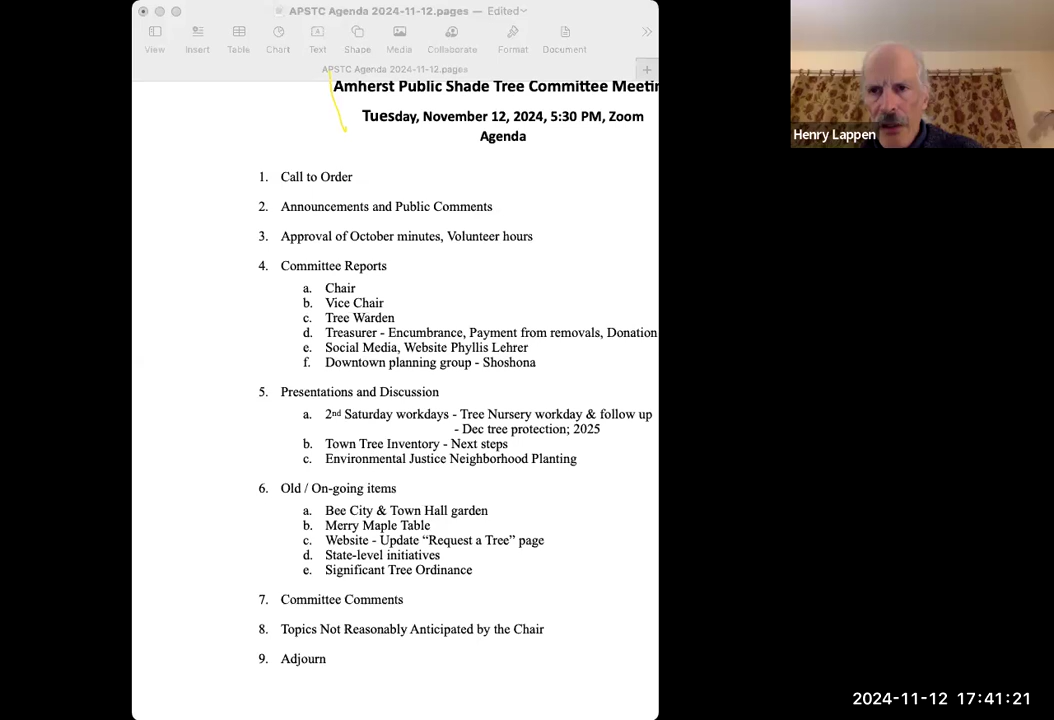 APSTC Agenda 2024-11-12.pages — Edited
View Insert Table Chart Text Shape Media Collaborate Format Document
APSTC Agenda 2024-11-12.pages
Amherst Public Shade Tree Committee Meetin
Tuesday, November 12, 2024, 5:30 PM, Zoom
Agenda
Henry Lappen
1. Call to Order
2. Announcements and Public Comments
3. Approval of October minutes, Volunteer hours
4. Committee Reports
a. Chair
b. Vice Chair
c. Tree Warden
d. Treasurer - Encumbrance, Payment from removals, Donation
e. Social Media, Website Phyllis Lehrer
f. Downtown planning group - Shoshona
5. Presentations and Discussion
a. 2nd Saturday workdays - Tree Nursery workday & follow up
- Dec tree protection; 2025
b. Town Tree Inventory - Next steps
c. Environmental Justice Neighborhood Planting
6. Old / On-going items
a. Bee City & Town Hall garden
b. Merry Maple Table
c. Website - Update “Request a Tree” page
d. State-level initiatives
e. Significant Tree Ordinance
7. Committee Comments
8. Topics Not Reasonably Anticipated by the Chair
9. Adjourn
2024-11-12 17:41:21